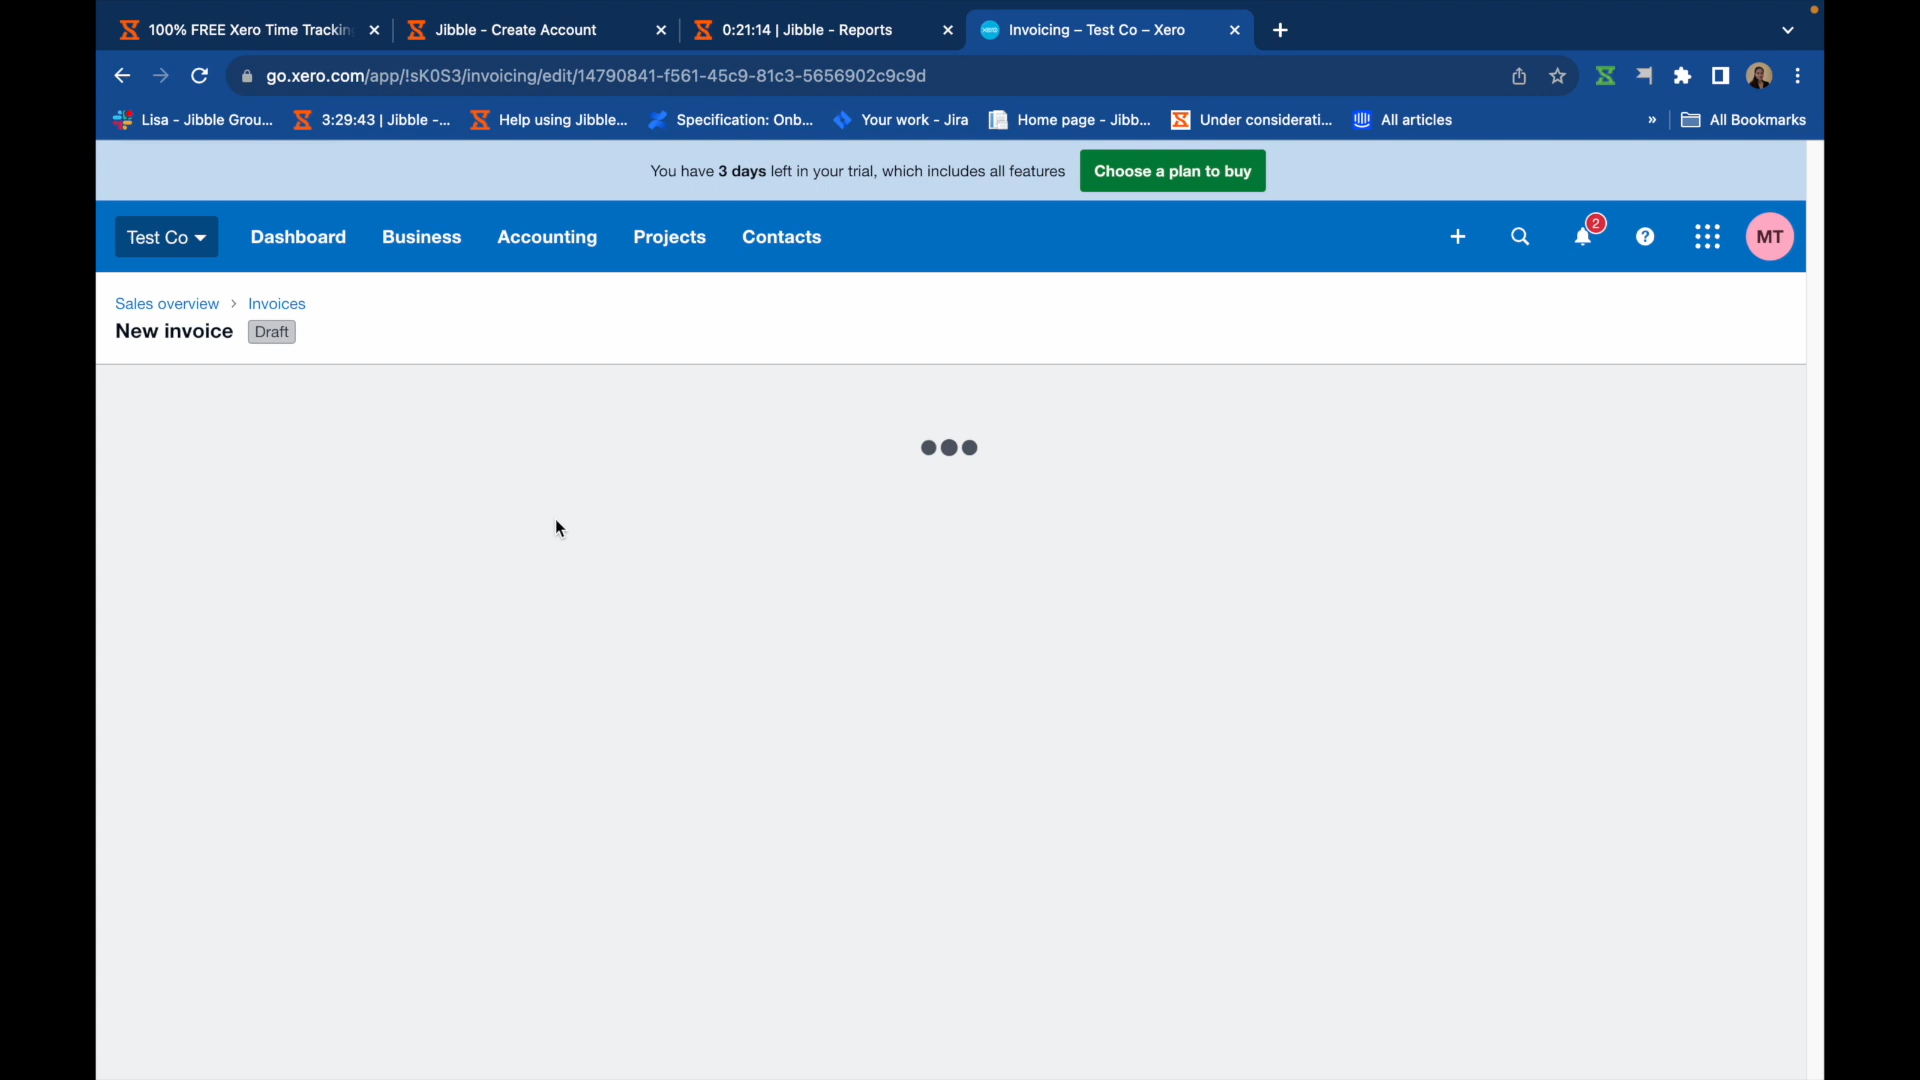 100% FREE Xero Time Trackin
Jibble - Create Account
0:21:14 | Jibble - Reports
Invoicing – Test Co – Xero
go.xero.com/app/!sK0S3/invoicing/edit/14790841-f561-45c9-81c3-5656902c9c9d
Lisa - Jibble Grou...
3:29:43 | Jibble -...
Help using Jibble...
Specification: Onb...
Your work - Jira
Home page - Jibb...
Under considerati...
All articles
»
All Bookmarks
You have 3 days left in your trial, which includes all features
Choose a plan to buy
Test Co
Dashboard
Business
Accounting
Projects
Contacts
2
MT
Sales overview > Invoices
New invoice
Draft